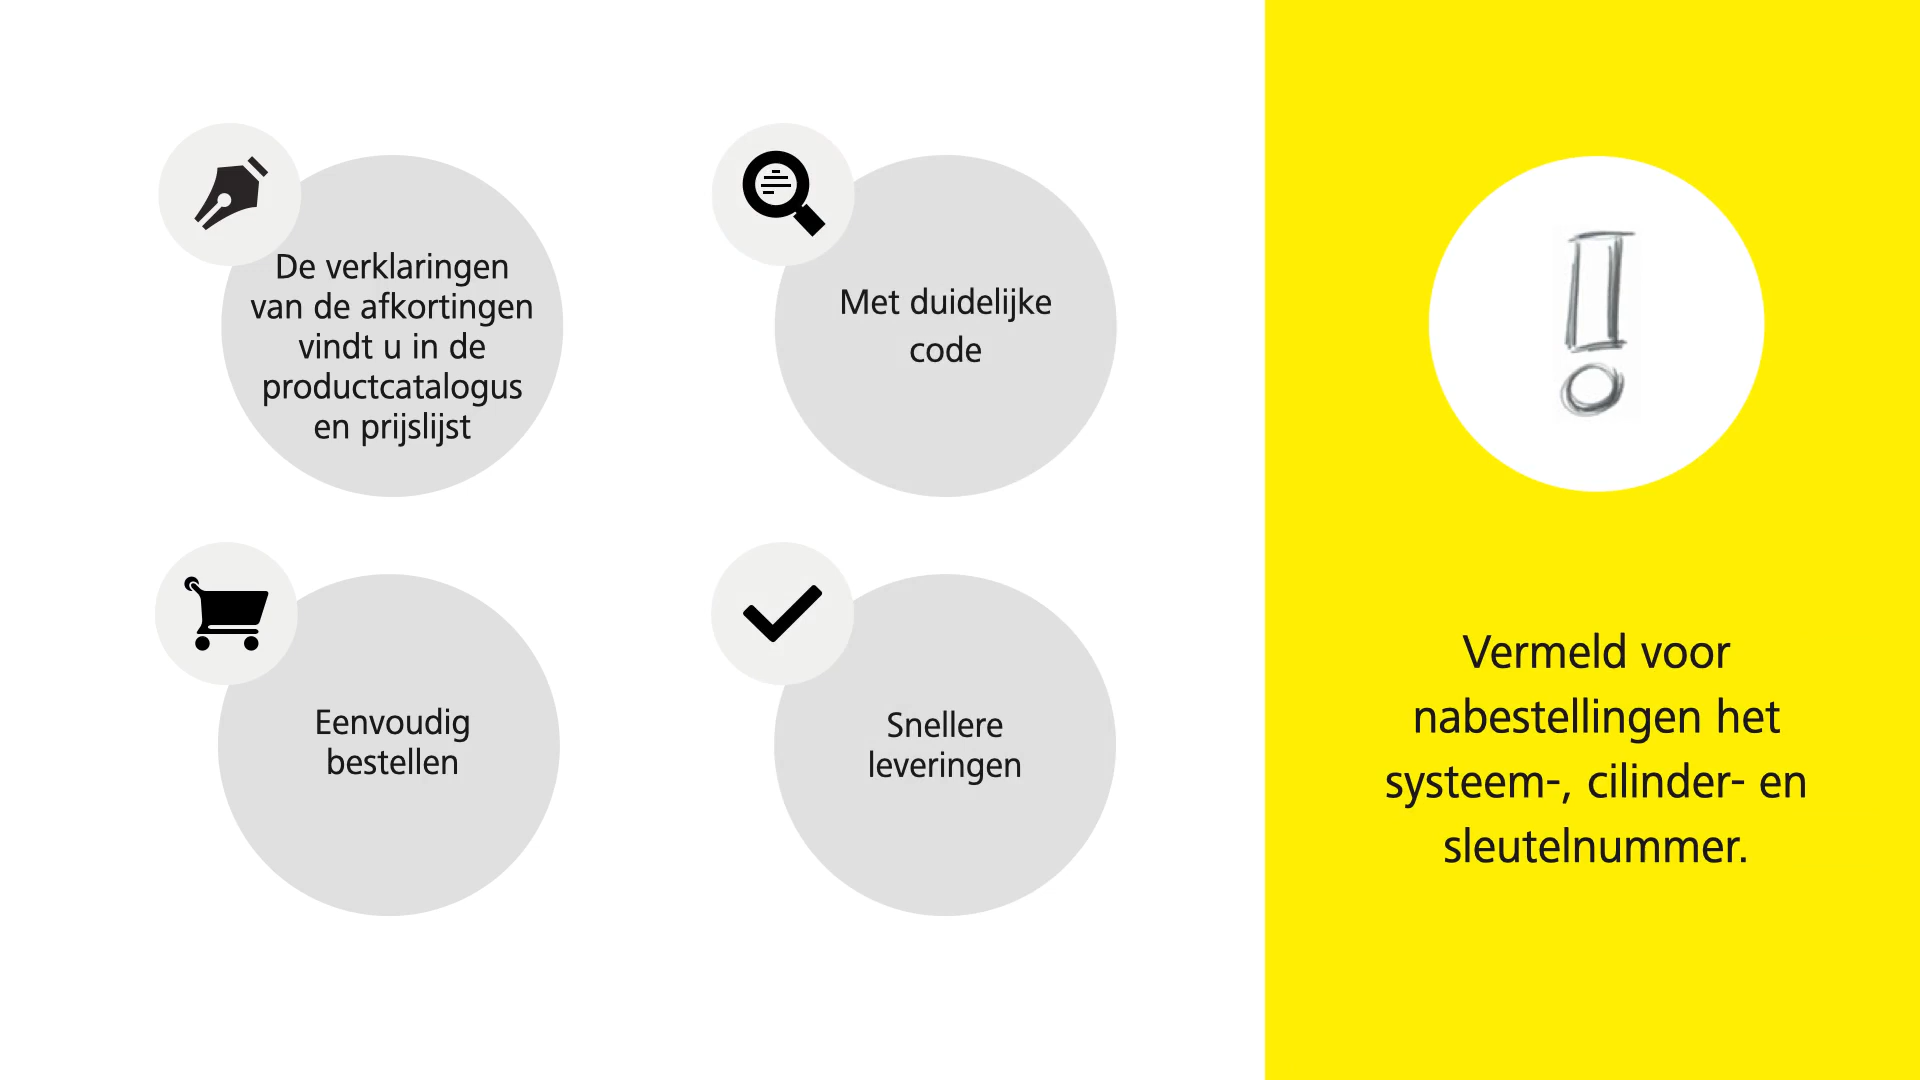 De verklaringen
van de afkortingen
vindt u in de
productcatalogus
en prijslijst
Met duidelijke
code
Eenvoudig
bestellen
Snellere
leveringen
Vermeld voor
nabestellingen het
systeem-, cilinder- en
sleutelnummer.